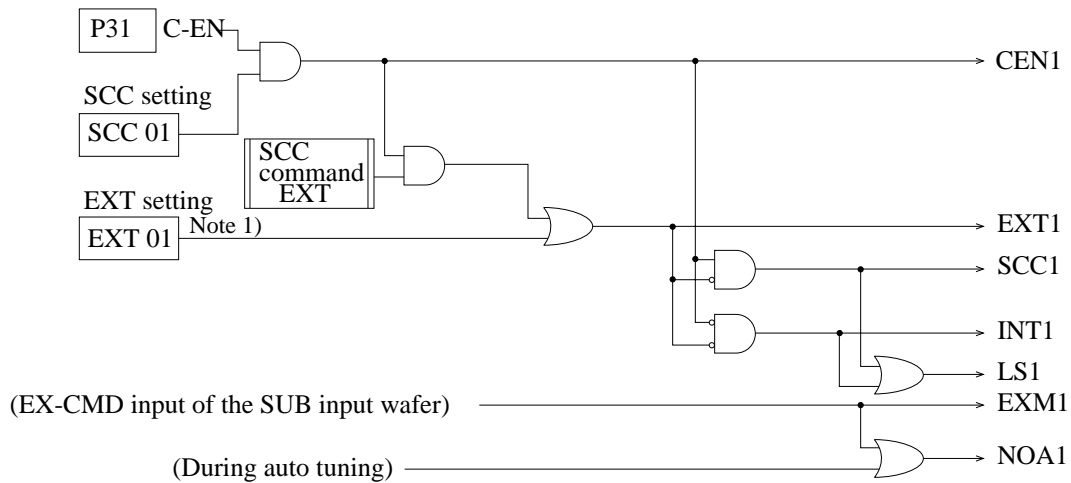 P31 C-EN
CEN1
SCC setting
SCC 01
SCC
command
EXT
EXT setting
EXT 01 Note 1)
EXT1
SCC1
INT1
LS1
(EX-CMD input of the SUB input wafer)
EXM1
(During auto tuning)
NOA1